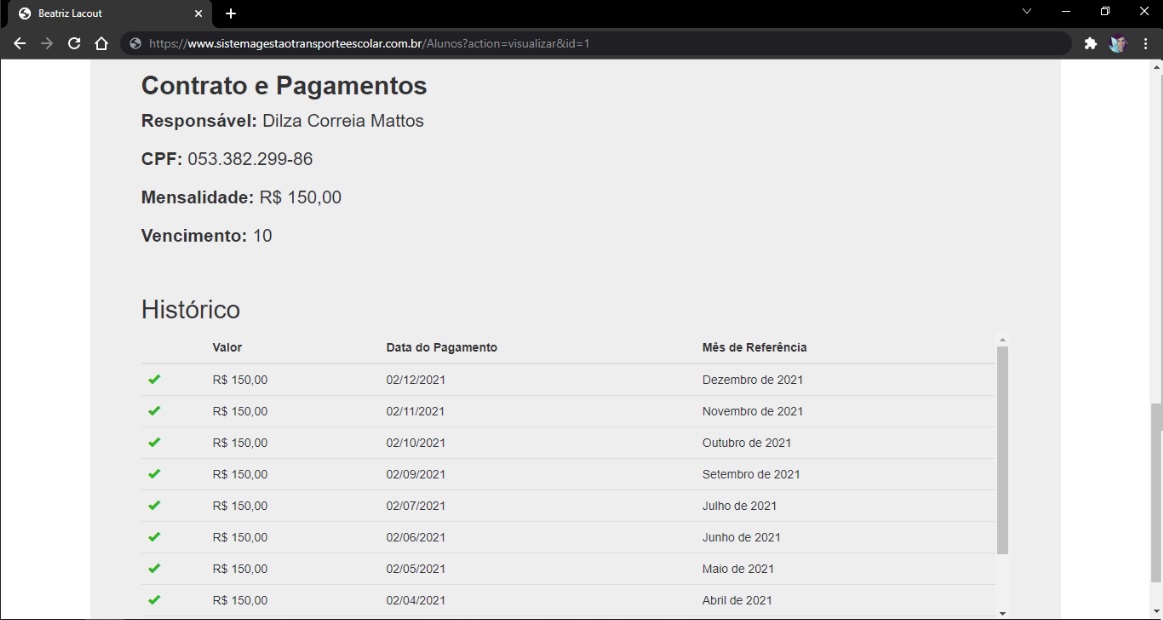 Beatriz Lacout
https://www.sistemagestaotransporteescolar.com.br/Alunos?action=visualizar&id=1
Contrato e Pagamentos
Responsável: Dilza Correia Mattos
CPF: 053.382.299-86
Mensalidade: R$ 150,00
Vencimento: 10
Histórico
Valor Data do Pagamento Mês de Referência
R$ 150,00 02/12/2021 Dezembro de 2021
R$ 150,00 02/11/2021 Novembro de 2021
R$ 150,00 02/10/2021 Outubro de 2021
R$ 150,00 02/09/2021 Setembro de 2021
R$ 150,00 02/07/2021 Julho de 2021
R$ 150,00 02/06/2021 Junho de 2021
R$ 150,00 02/05/2021 Maio de 2021
R$ 150,00 02/04/2021 Abril de 2021